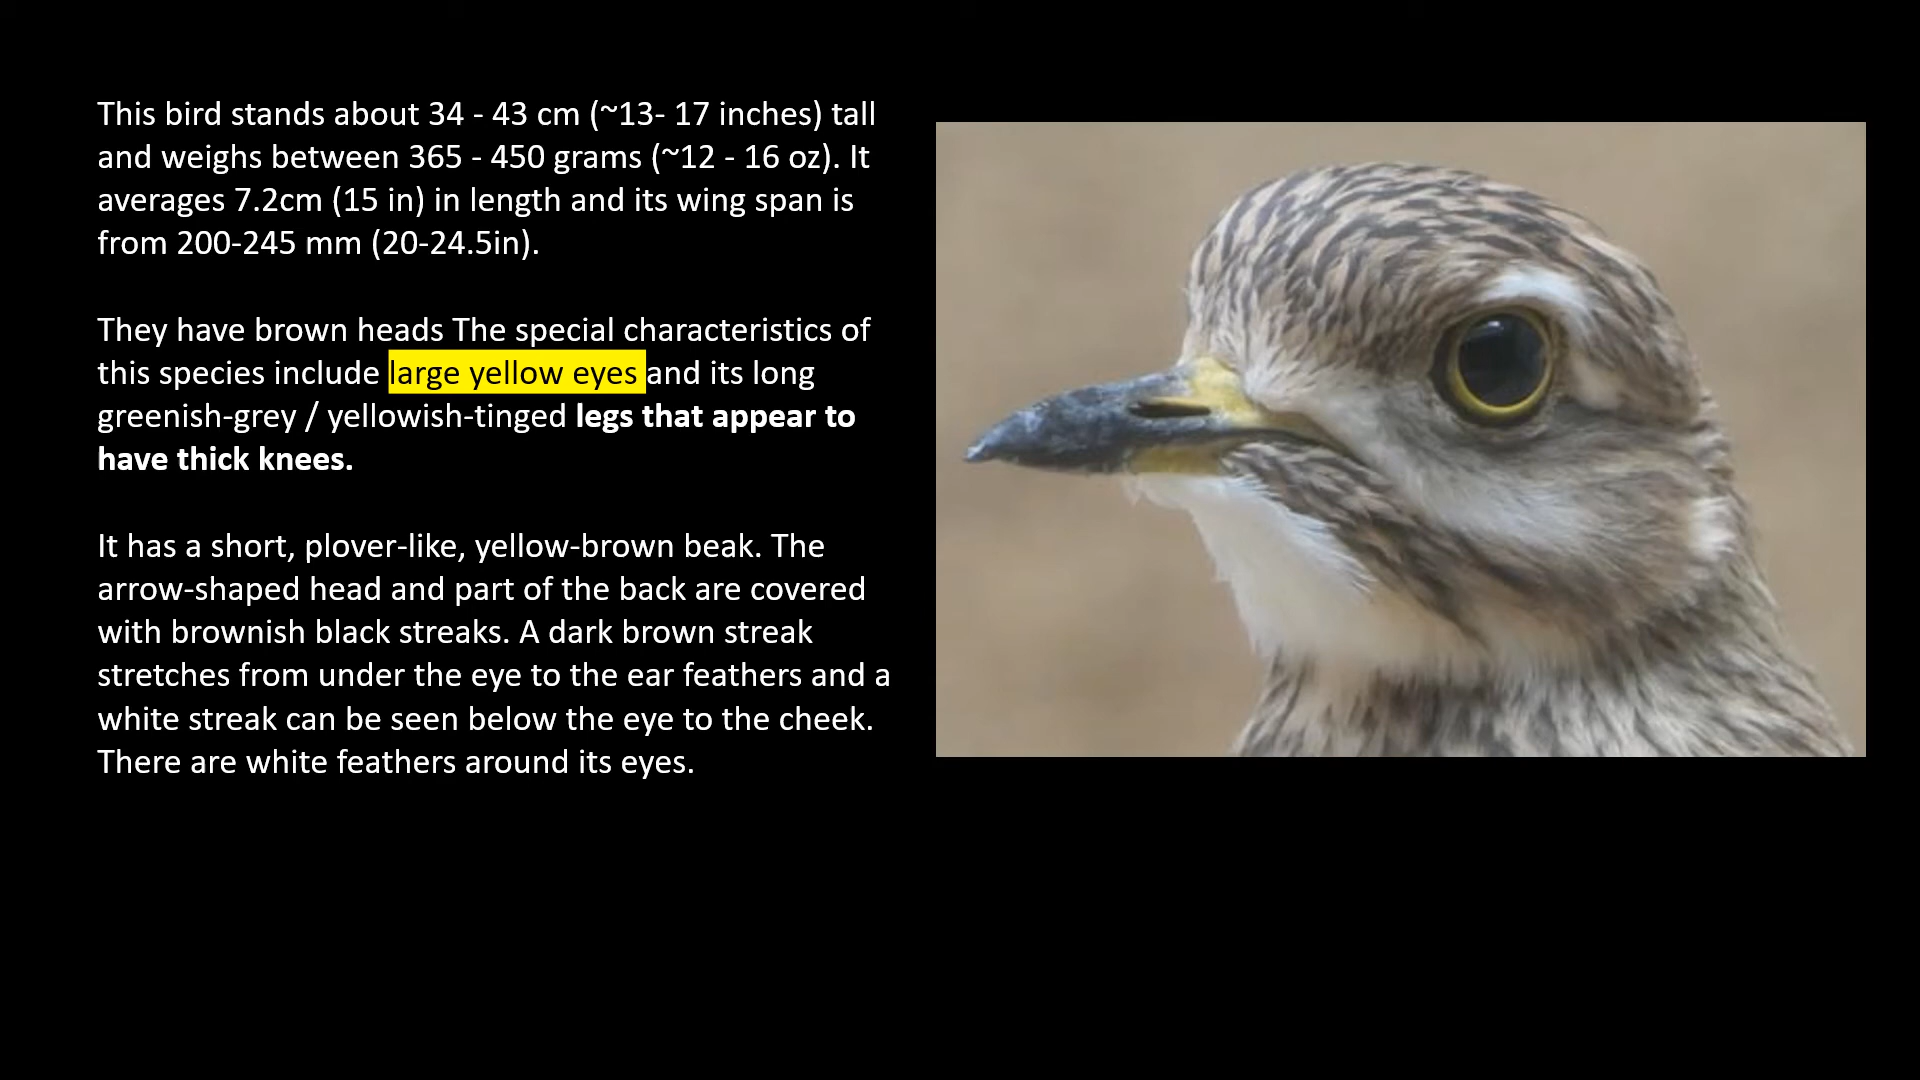 This bird stands about 34 - 43 cm (~13- 17 inches) tall
and weighs between 365 - 450 grams (~12 - 16 oz). It
averages 7.2cm (15 in) in length and its wing span is
from 200-245 mm (20-24.5in).
They have brown heads The special characteristics of
this species include large yellow eyes and its long
greenish-grey / yellowish-tinged legs that appear to
have thick knees.
It has a short, plover-like, yellow-brown beak. The
arrow-shaped head and part of the back are covered
with brownish black streaks. A dark brown streak
stretches from under the eye to the ear feathers and a
white streak can be seen below the eye to the cheek.
There are white feathers around its eyes.